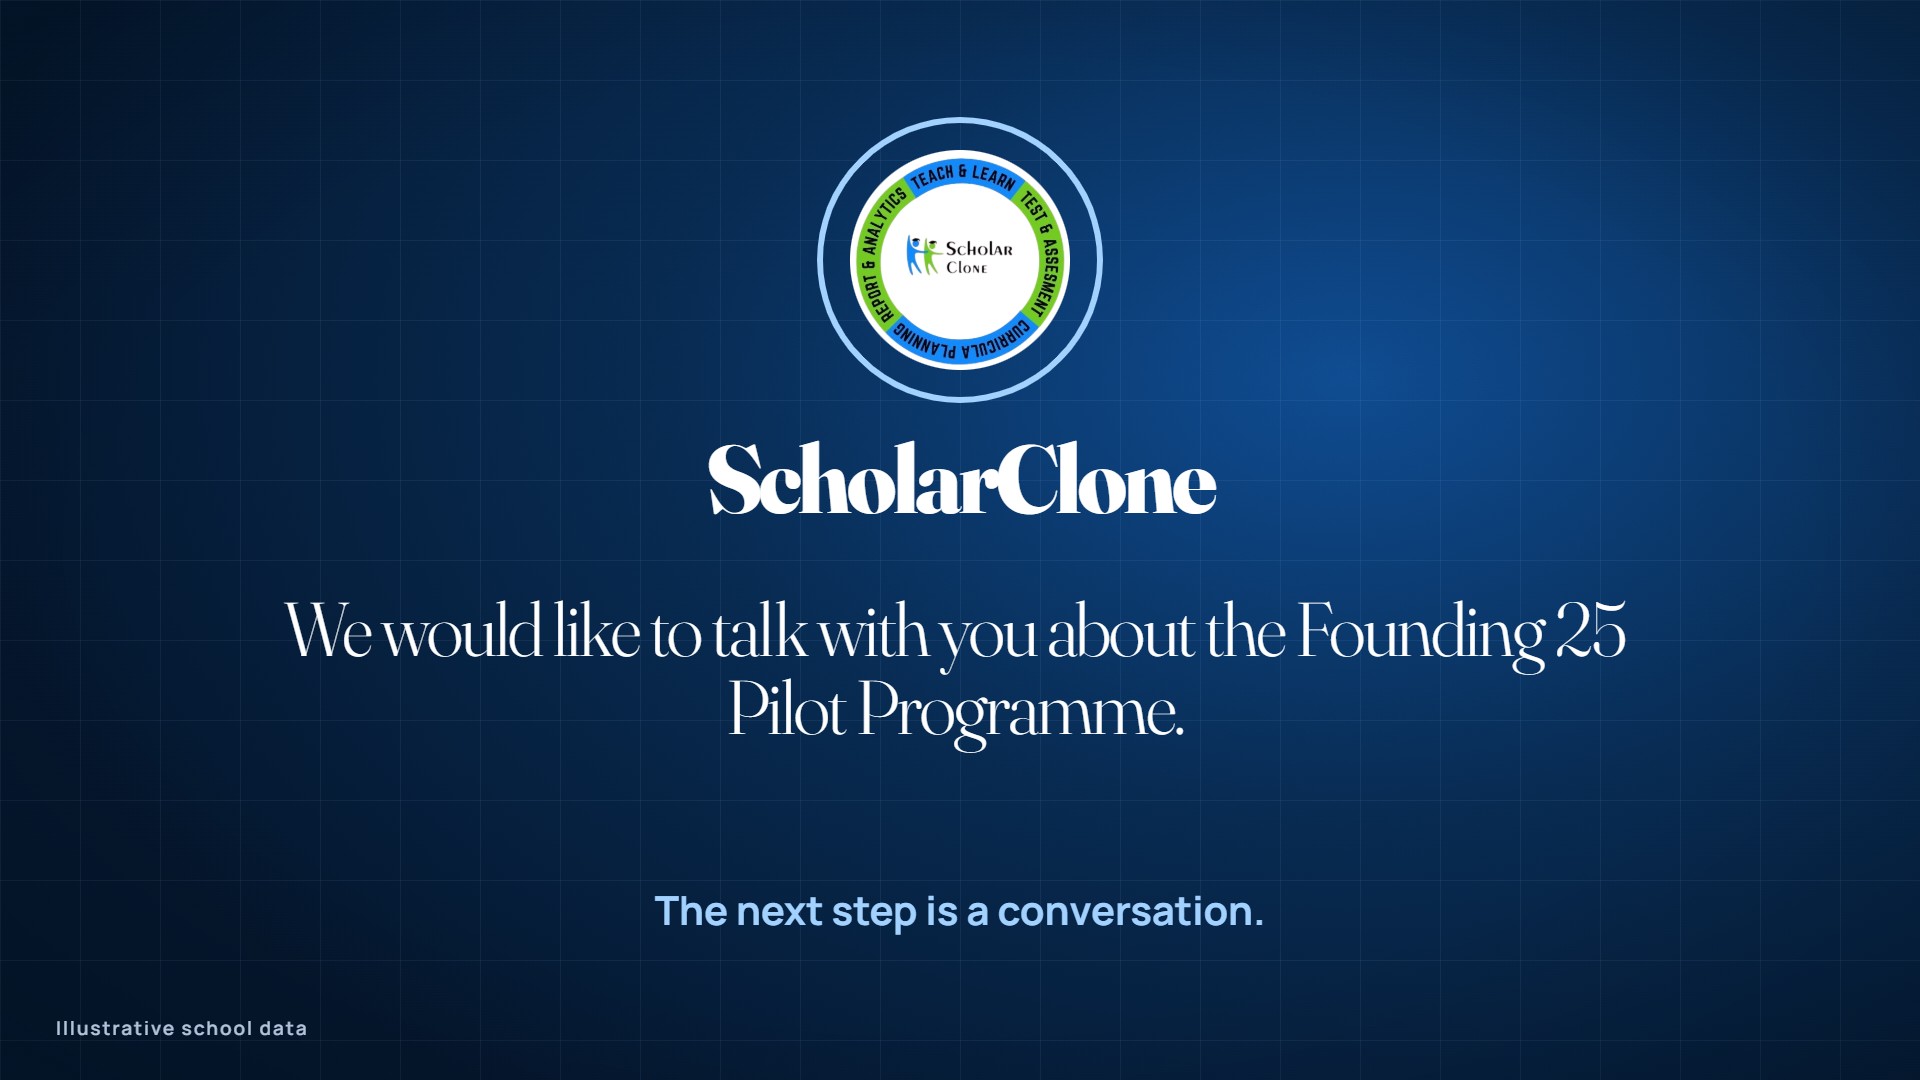 TEACH & LEARN
TEST & ASSESMENT
CURRICULA PLANNING
REPORT & ANALYTICS
SCHOLAR
CLONE
ScholarClone
We would like to talk with you about the Founding 25
Pilot Programme.
The next step is a conversation.
Illustrative school data